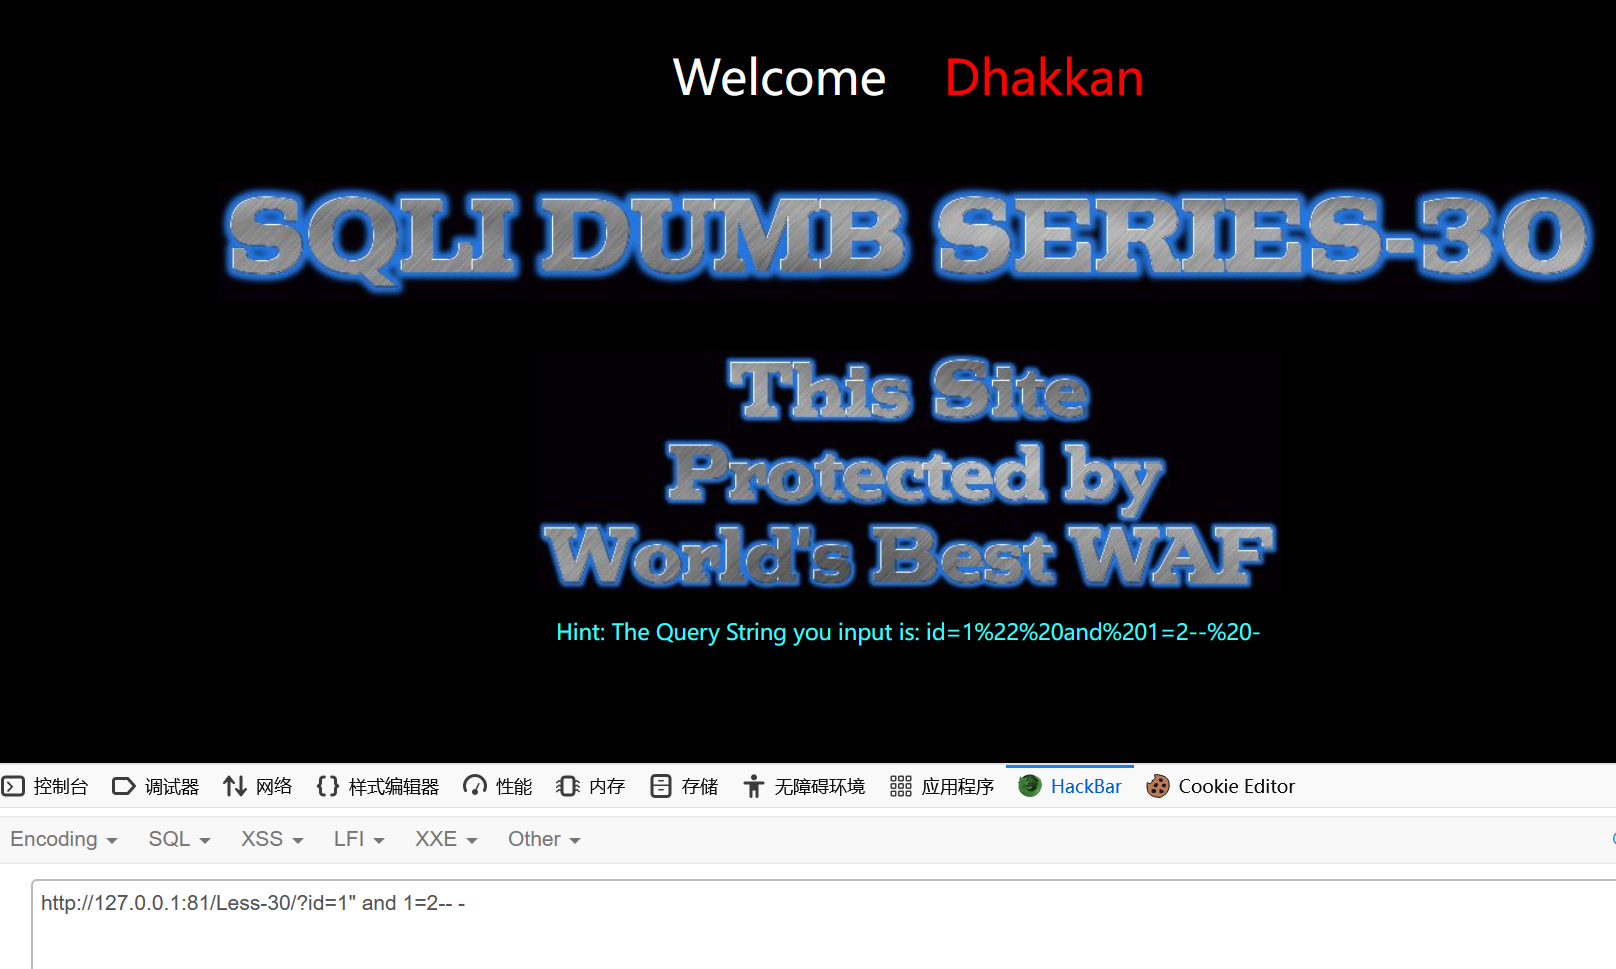 Welcome Dhakkan
SQLI DUMB SERIES-30
This Site
Protected by
World's Best WAF
Hint: The Query String you input is: id=1%22%20and%201=2--%20-
控制台 调试器 网络 样式编辑器 性能 内存 存储 无障碍环境 应用程序 HackBar Cookie Editor
Encoding SQL XSS LFI XXE Other
http://127.0.0.1:81/Less-30/?id=1" and 1=2-- -